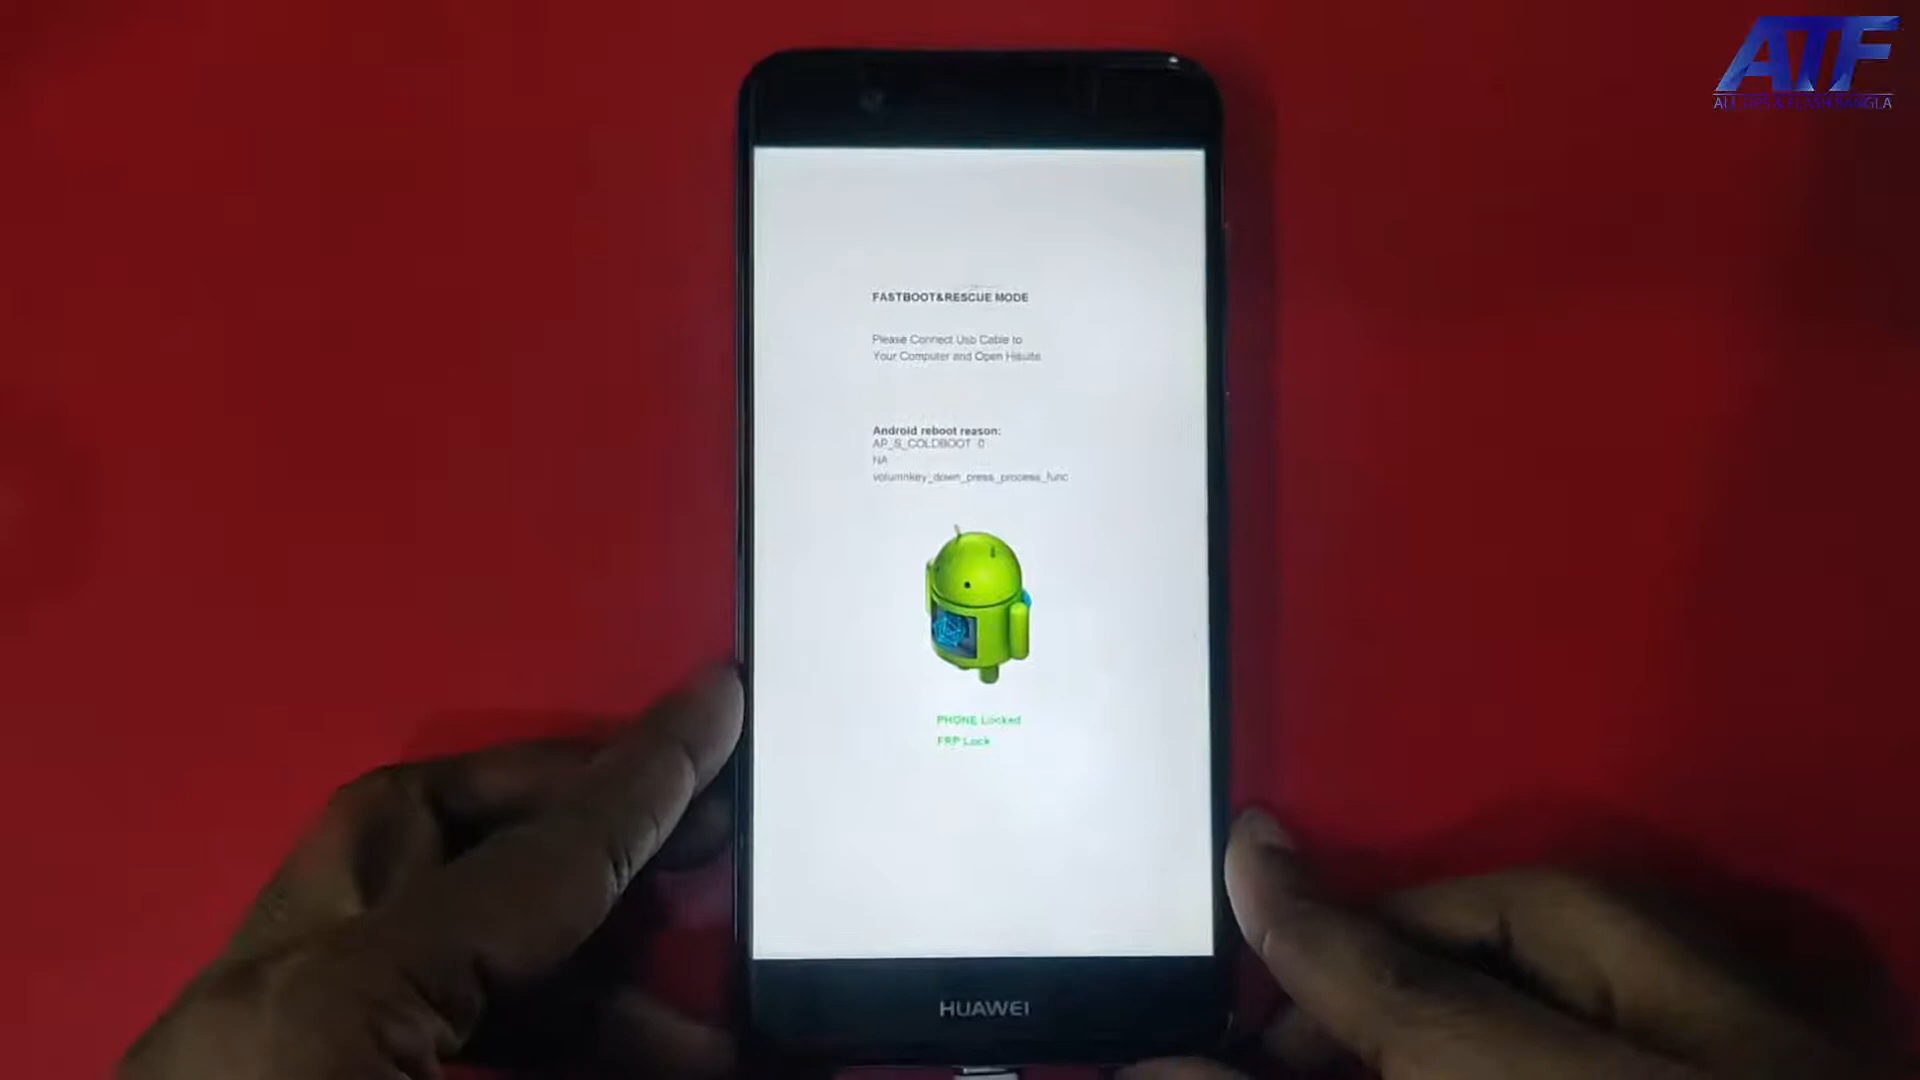 ATF
ALL TIPS & FLASH BANGLA
FASTBOOT&RESCUE MODE
Please Connect Usb Cable to
Your Computer and Open Hisuite
Android reboot reason:
AP_S_COLDBOOT 0
NA
volumnkey_down_press_process_func
PHONE Locked
FRP Lock
HUAWEI